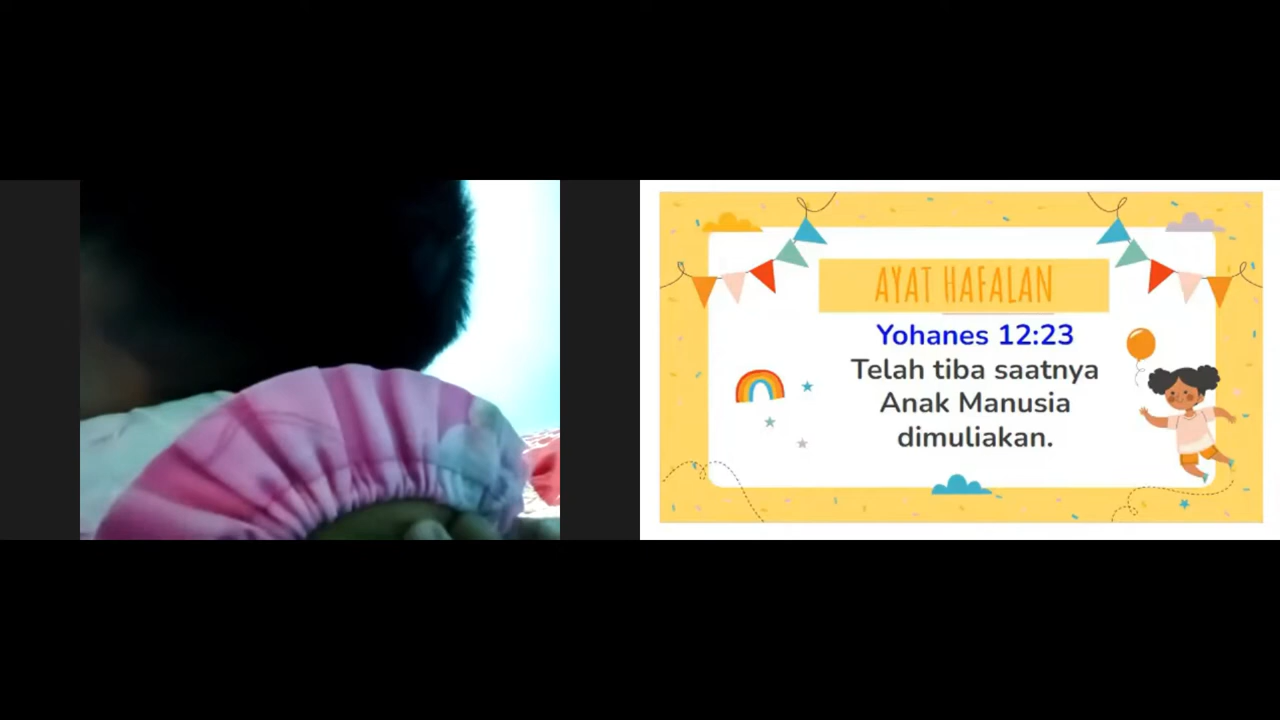 AYAT HAFALAN
Yohanes 12:23
Telah tiba saatnya
Anak Manusia
dimuliakan.